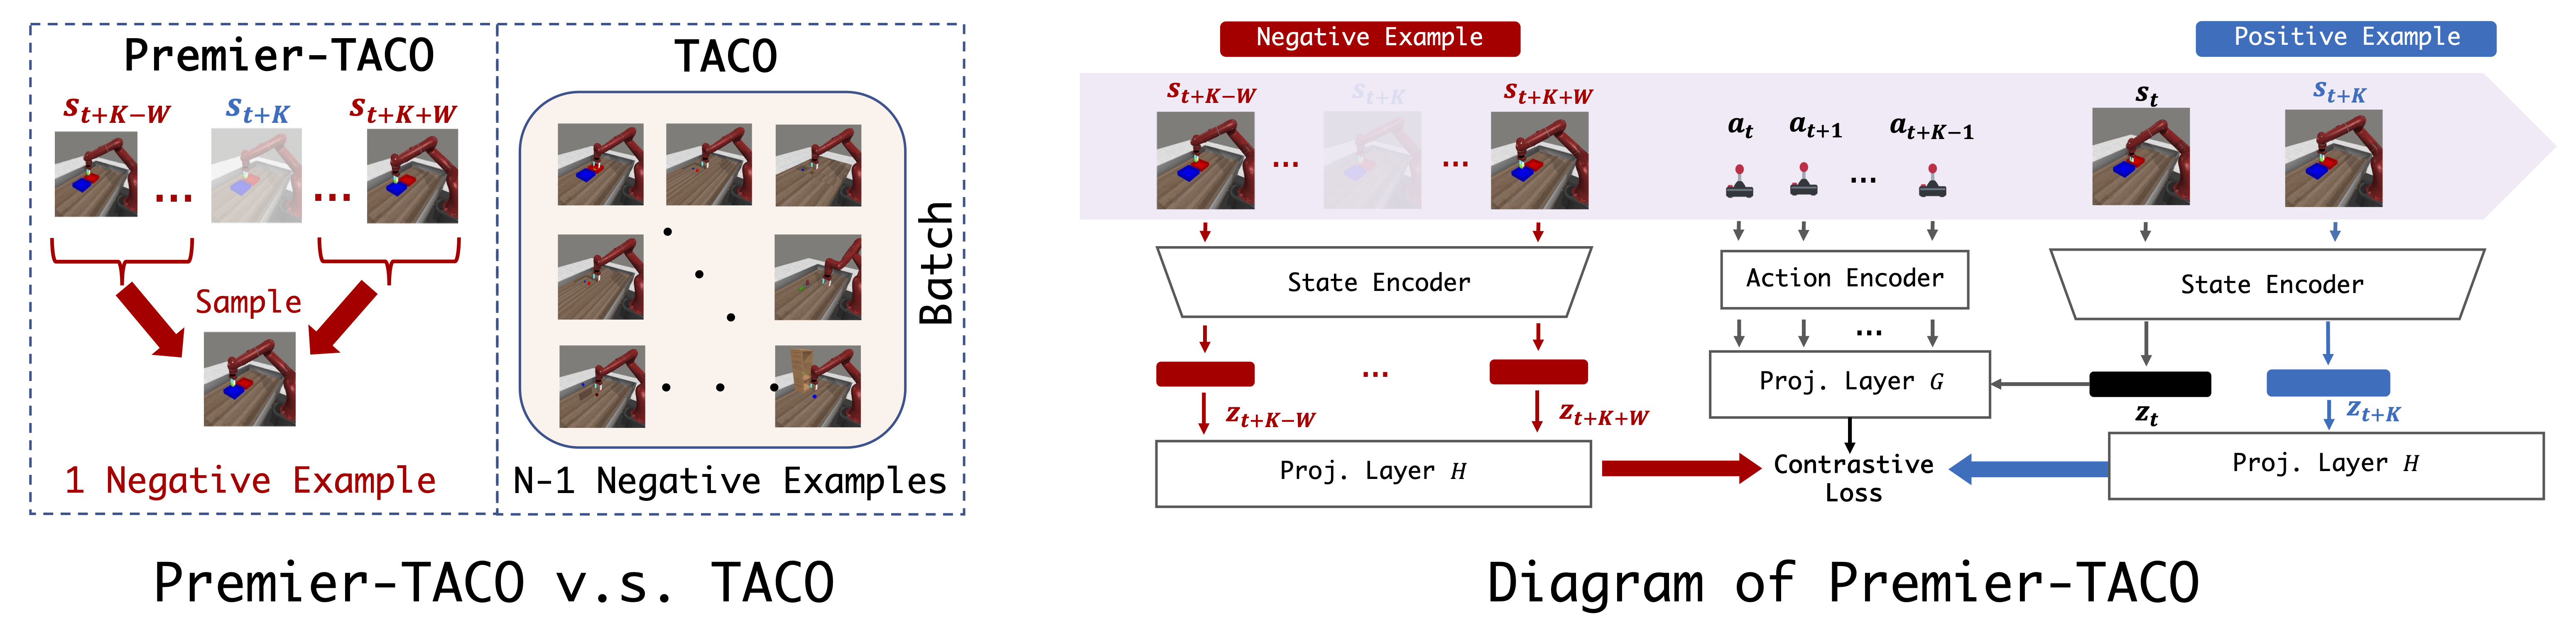 Premier-TACO
s_{t+K-W}
s_{t+K}
s_{t+K+W}
...
...
Sample
1 Negative Example
TACO
Batch
N-1 Negative Examples
Premier-TACO v.s. TACO
Negative Example
Positive Example
s_{t+K-W}
...
s_{t+K}
...
s_{t+K+W}
a_t
a_{t+1}
...
a_{t+K-1}
s_t
s_{t+K}
State Encoder
Action Encoder
State Encoder
...
...
Proj. Layer G
z_{t+K-W}
z_{t+K+W}
z_t
z_{t+K}
Proj. Layer H
Contrastive
Loss
Proj. Layer H
Diagram of Premier-TACO